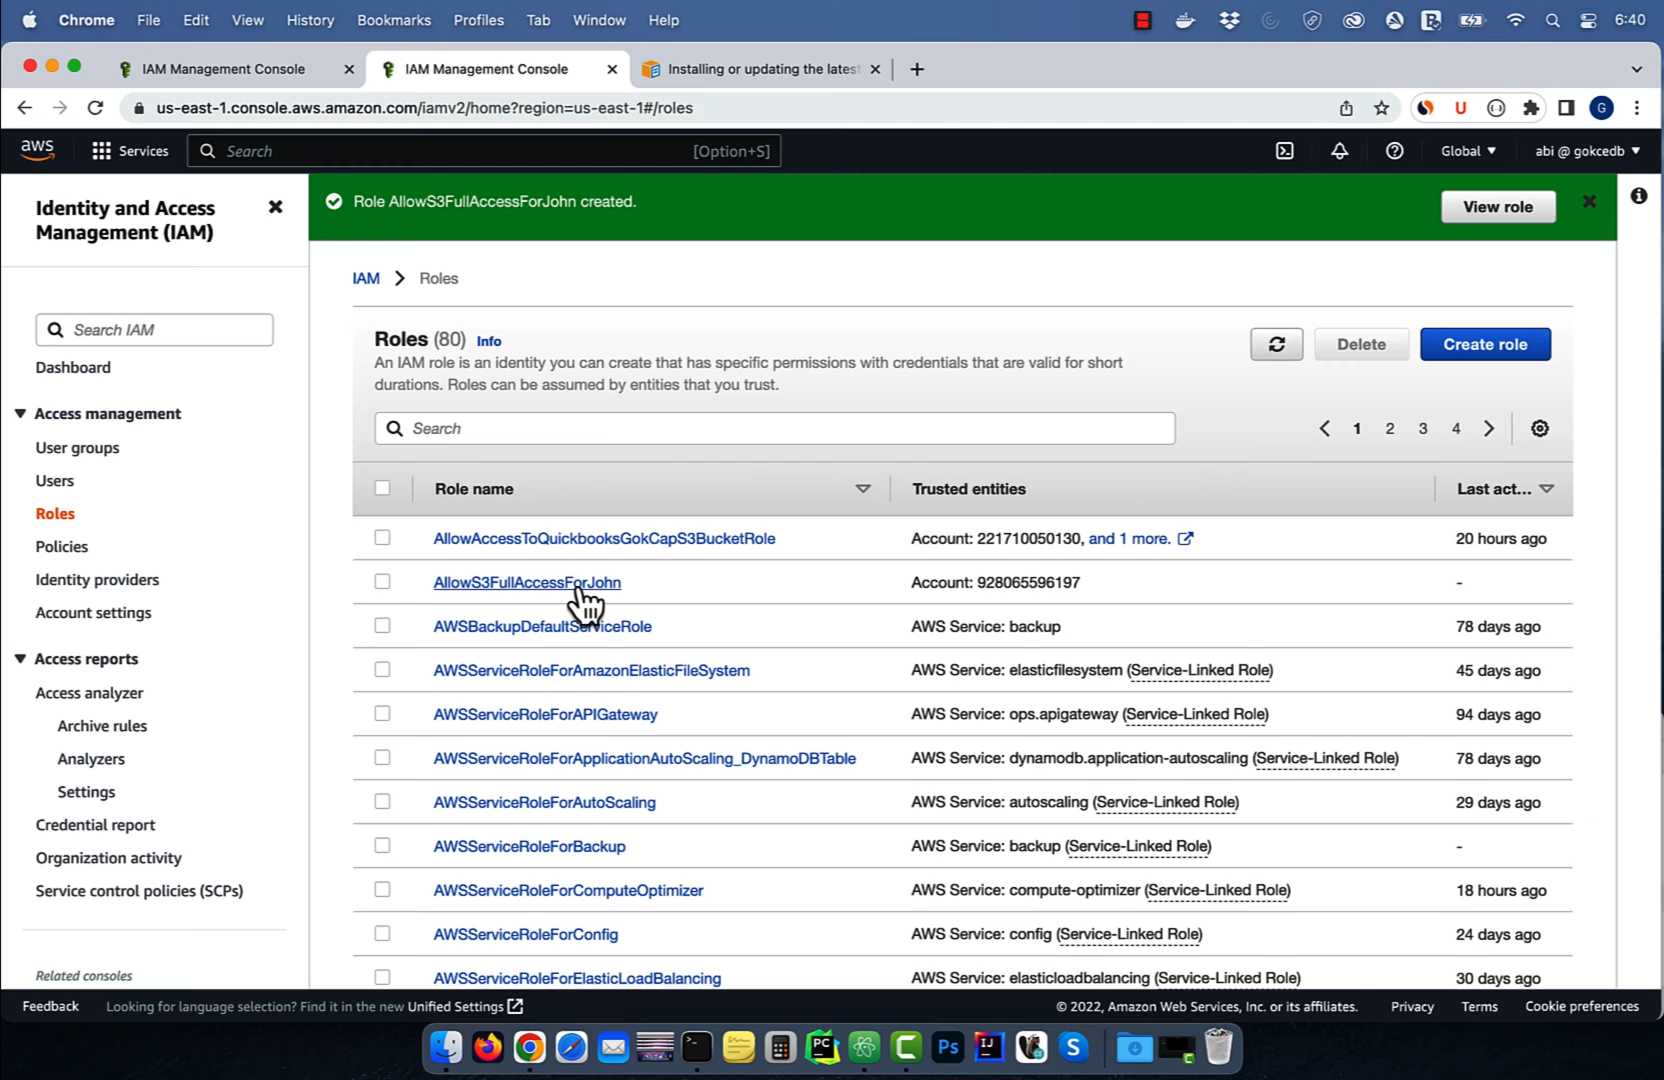 Chrome File Edit View History Bookmarks Profiles Tab Window Help 6:40
IAM Management Console IAM Management Console Installing or updating the latest
us-east-1.console.aws.amazon.com/iamv2/home?region=us-east-1#/roles U G
aws Services Search [Option+S] Global abi @ gokcedb
Identity and Access
Management (IAM)
Search IAM
Dashboard
Access management
User groups
Users
Roles
Policies
Identity providers
Account settings
Access reports
Access analyzer
Archive rules
Analyzers
Settings
Credential report
Organization activity
Service control policies (SCPs)
Related consoles
Role AllowS3FullAccessForJohn created. View role
IAM > Roles
Roles (80) Info
An IAM role is an identity you can create that has specific permissions with credentials that are valid for short
durations. Roles can be assumed by entities that you trust.
Delete Create role
Search 1 2 3 4
Role name Trusted entities Last act...
AllowAccessToQuickbooksGokCapS3BucketRole Account: 221710050130, and 1 more. 20 hours ago
AllowS3FullAccessForJohn Account: 928065596197 -
AWSBackupDefaultServiceRole AWS Service: backup 78 days ago
AWSServiceRoleForAmazonElasticFileSystem AWS Service: elasticfilesystem (Service-Linked Role) 45 days ago
AWSServiceRoleForAPIGateway AWS Service: ops.apigateway (Service-Linked Role) 94 days ago
AWSServiceRoleForApplicationAutoScaling_DynamoDBTable AWS Service: dynamodb.application-autoscaling (Service-Linked Role) 78 days ago
AWSServiceRoleForAutoScaling AWS Service: autoscaling (Service-Linked Role) 29 days ago
AWSServiceRoleForBackup AWS Service: backup (Service-Linked Role) -
AWSServiceRoleForComputeOptimizer AWS Service: compute-optimizer (Service-Linked Role) 18 hours ago
AWSServiceRoleForConfig AWS Service: config (Service-Linked Role) 24 days ago
AWSServiceRoleForElasticLoadBalancing AWS Service: elasticloadbalancing (Service-Linked Role) 30 days ago
Feedback Looking for language selection? Find it in the new Unified Settings © 2022, Amazon Web Services, Inc. or its affiliates. Privacy Terms Cookie preferences
PC Ps IJ